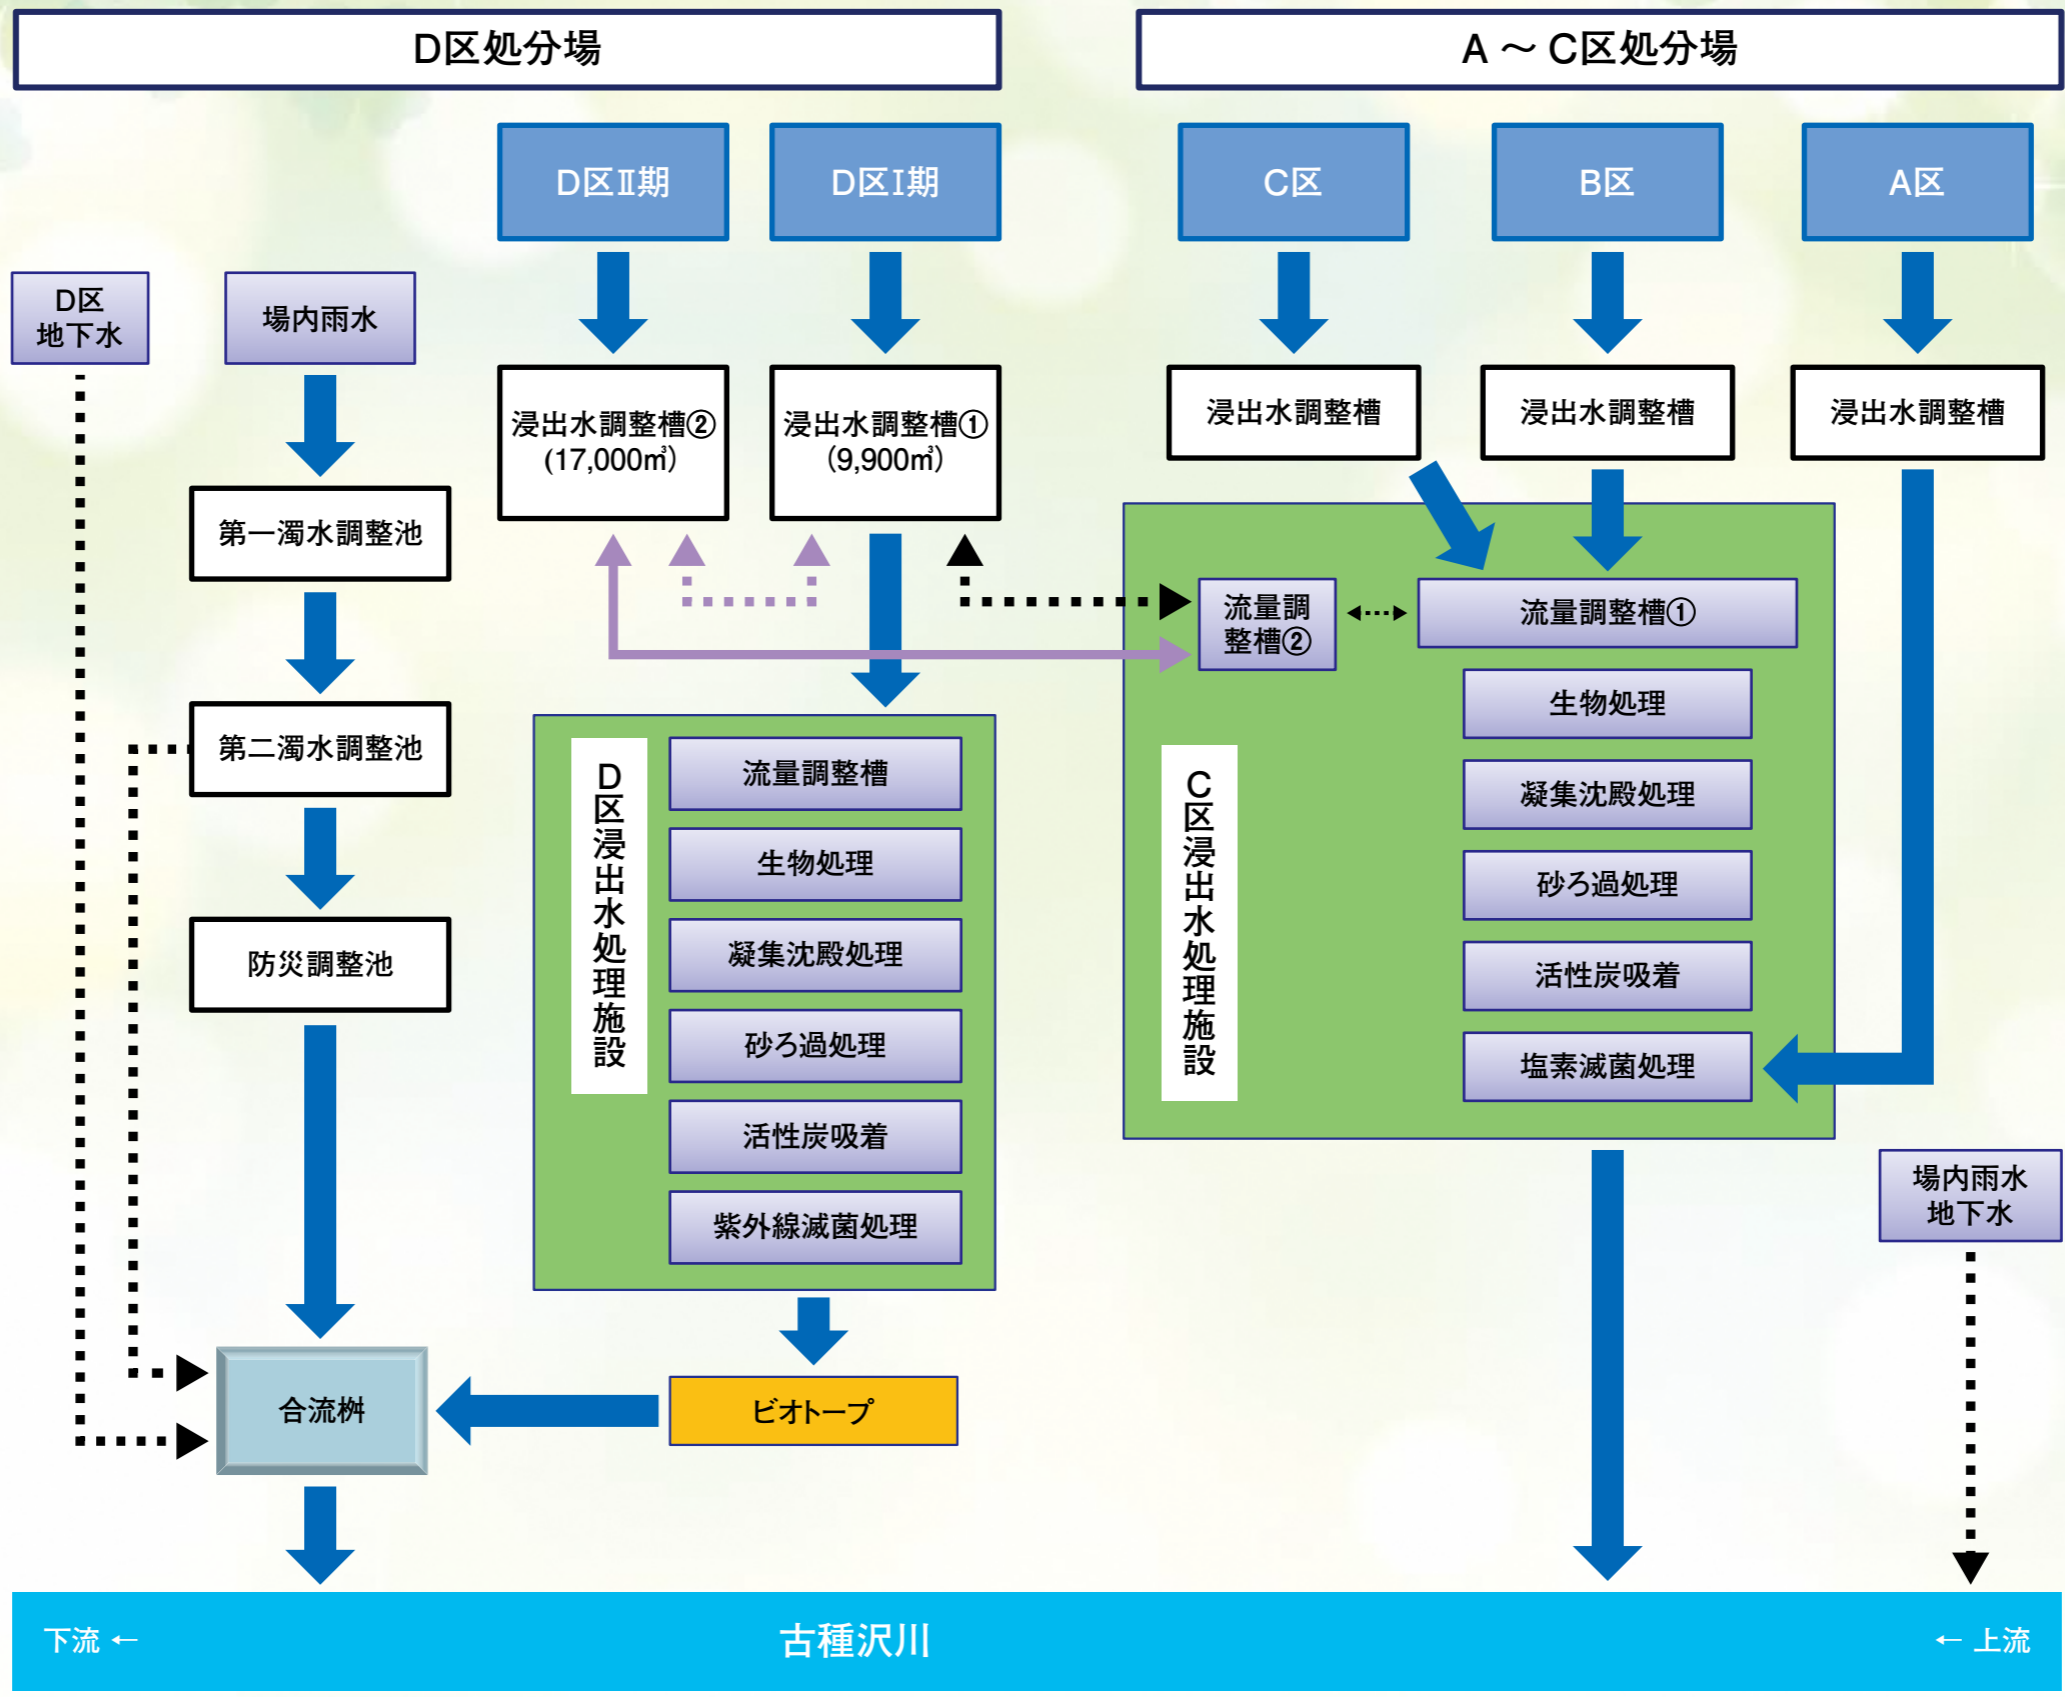 D区処分場
A ～ C区処分場
D区Ⅱ期
D区Ⅰ期
C区
B区
A区
D区
地下水
場内雨水
浸出水調整槽②
(17,000㎥)
浸出水調整槽①
(9,900㎥)
浸出水調整槽
浸出水調整槽
浸出水調整槽
第一濁水調整池
第二濁水調整池
防災調整池
流量調
整槽②
流量調整槽①
生物処理
凝集沈殿処理
砂ろ過処理
活性炭吸着
塩素滅菌処理
C区浸出水処理施設
D区浸出水処理施設
流量調整槽
生物処理
凝集沈殿処理
砂ろ過処理
活性炭吸着
紫外線滅菌処理
場内雨水
地下水
合流桝
ビオトープ
下流 ←
古種沢川
← 上流